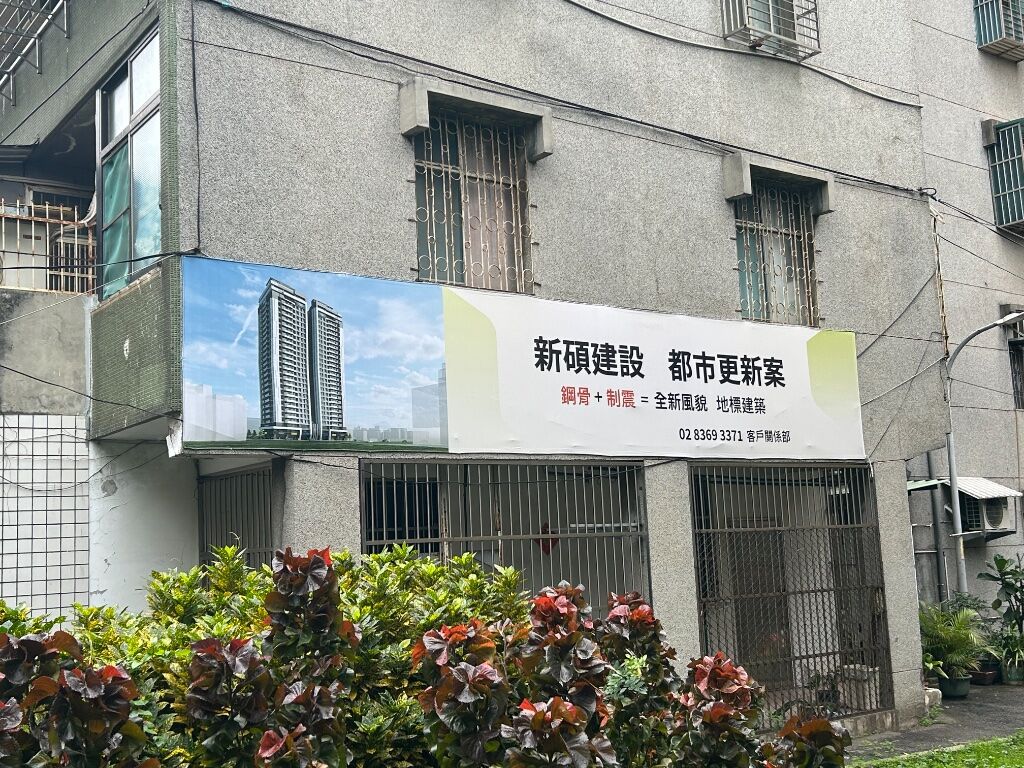 新碩建設 都市更新案
鋼骨 + 制震 = 全新風貌 地標建築
02 8369 3371 客戶關係部